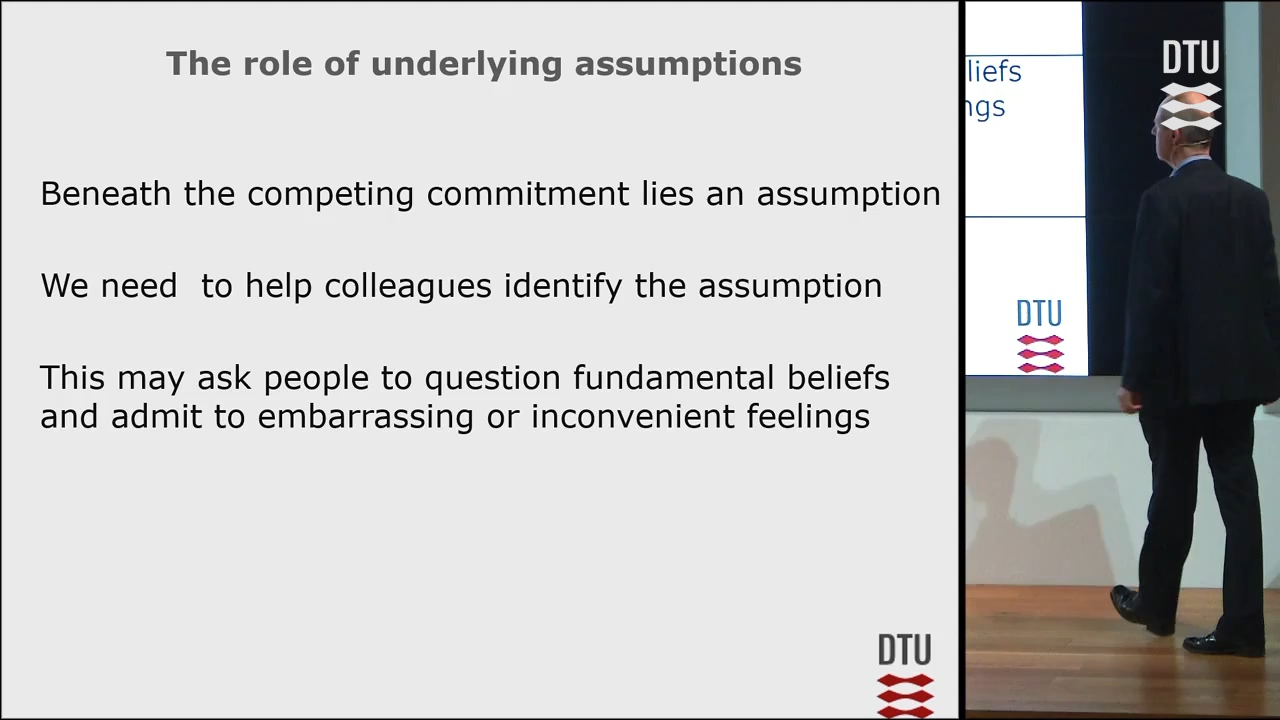 The role of underlying assumptions
Beneath the competing commitment lies an assumption
We need  to help colleagues identify the assumption
This may ask people to question fundamental beliefs
and admit to embarrassing or inconvenient feelings
DTU
liefs
ngs
DTU
DTU